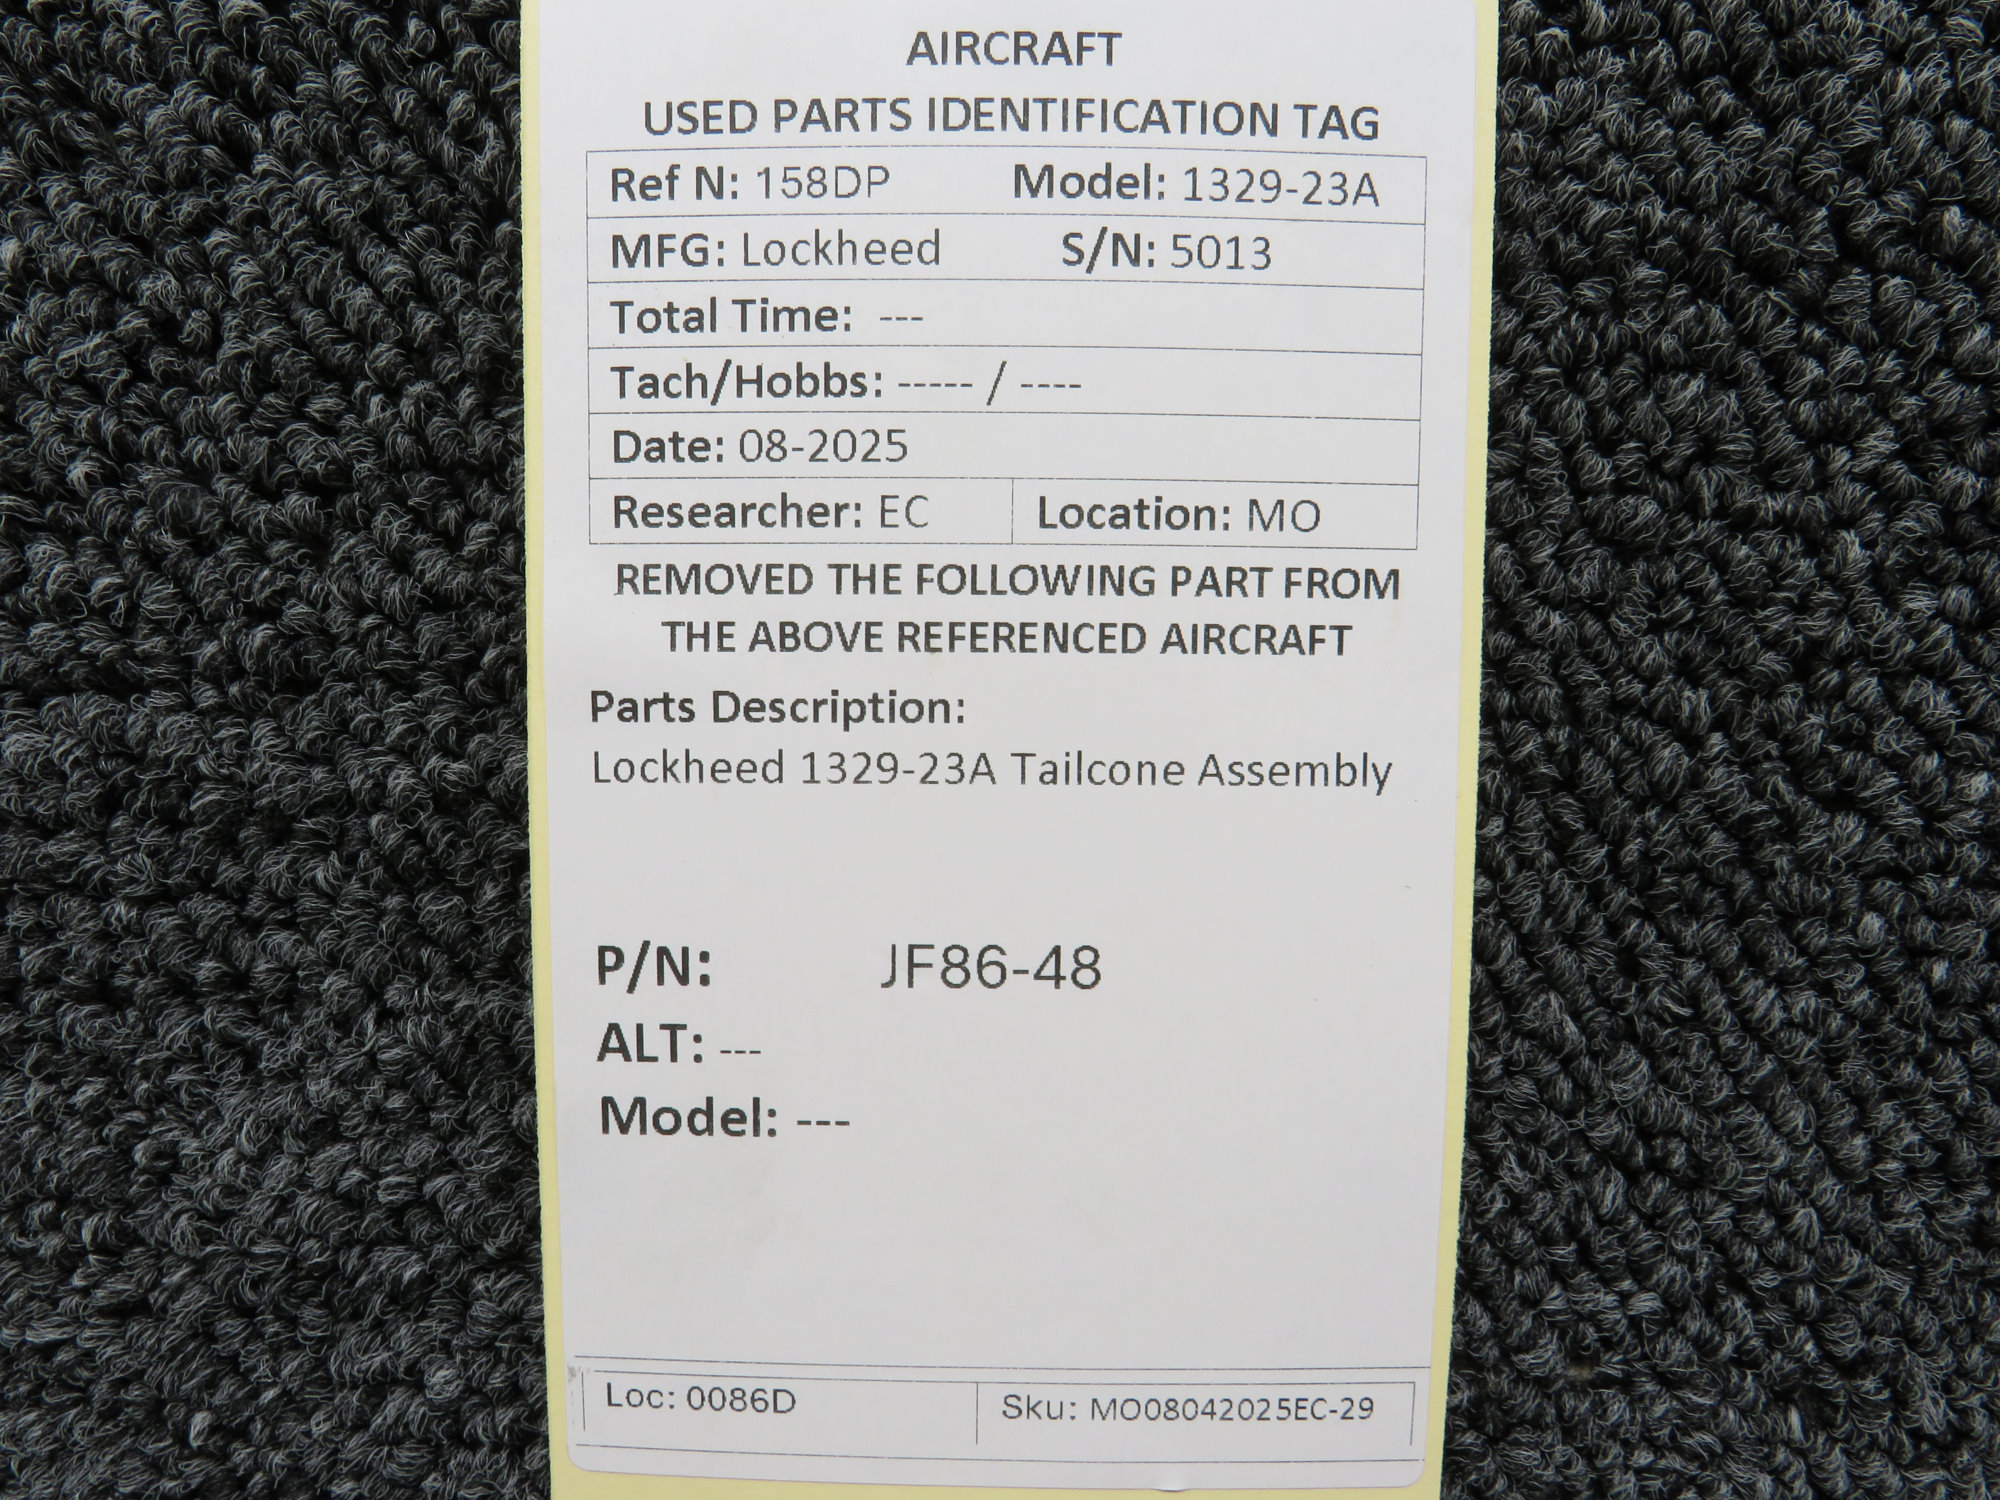 AIRCRAFT
USED PARTS IDENTIFICATION TAG
Ref N: 158DP Model: 1329-23A
MFG: Lockheed S/N: 5013
Total Time: ---
Tach/Hobbs: ----- / ----
Date: 08-2025
Researcher: EC Location: MO
REMOVED THE FOLLOWING PART FROM
THE ABOVE REFERENCED AIRCRAFT
Parts Description:
Lockheed 1329-23A Tailcone Assembly
P/N: JF86-48
ALT: ---
Model: ---
Loc: 0086D Sku: MO08042025EC-29